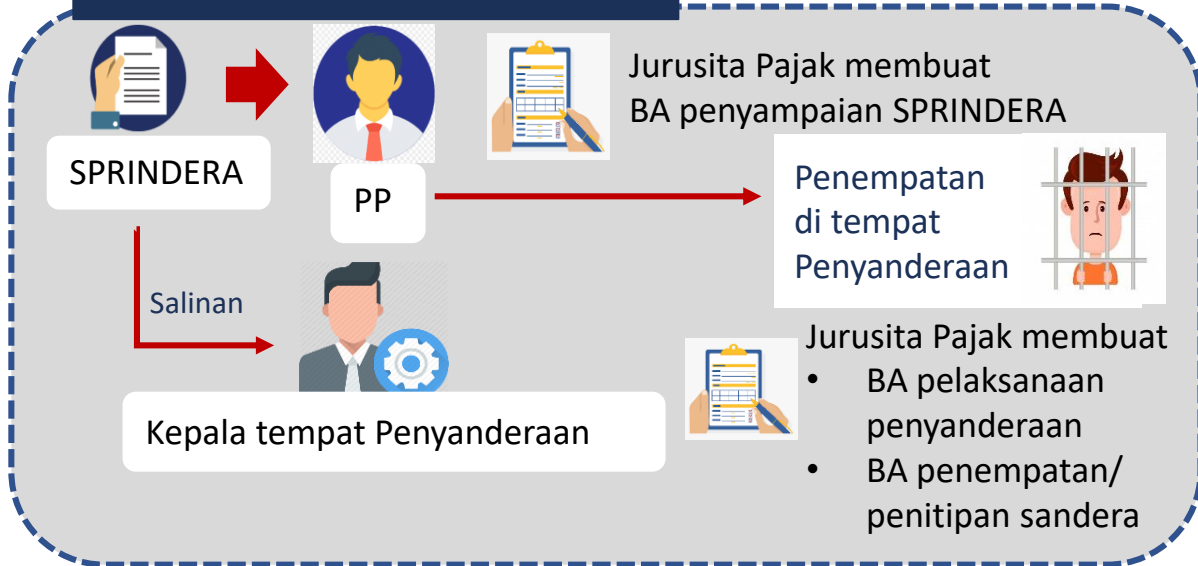 SPRINDERA
PP
Jurusita Pajak membuat
BA penyampaian SPRINDERA
Penempatan
di tempat
Penyanderaan
Salinan
Kepala tempat Penyanderaan
Jurusita Pajak membuat
• BA pelaksanaan
penyanderaan
• BA penempatan/
penitipan sandera